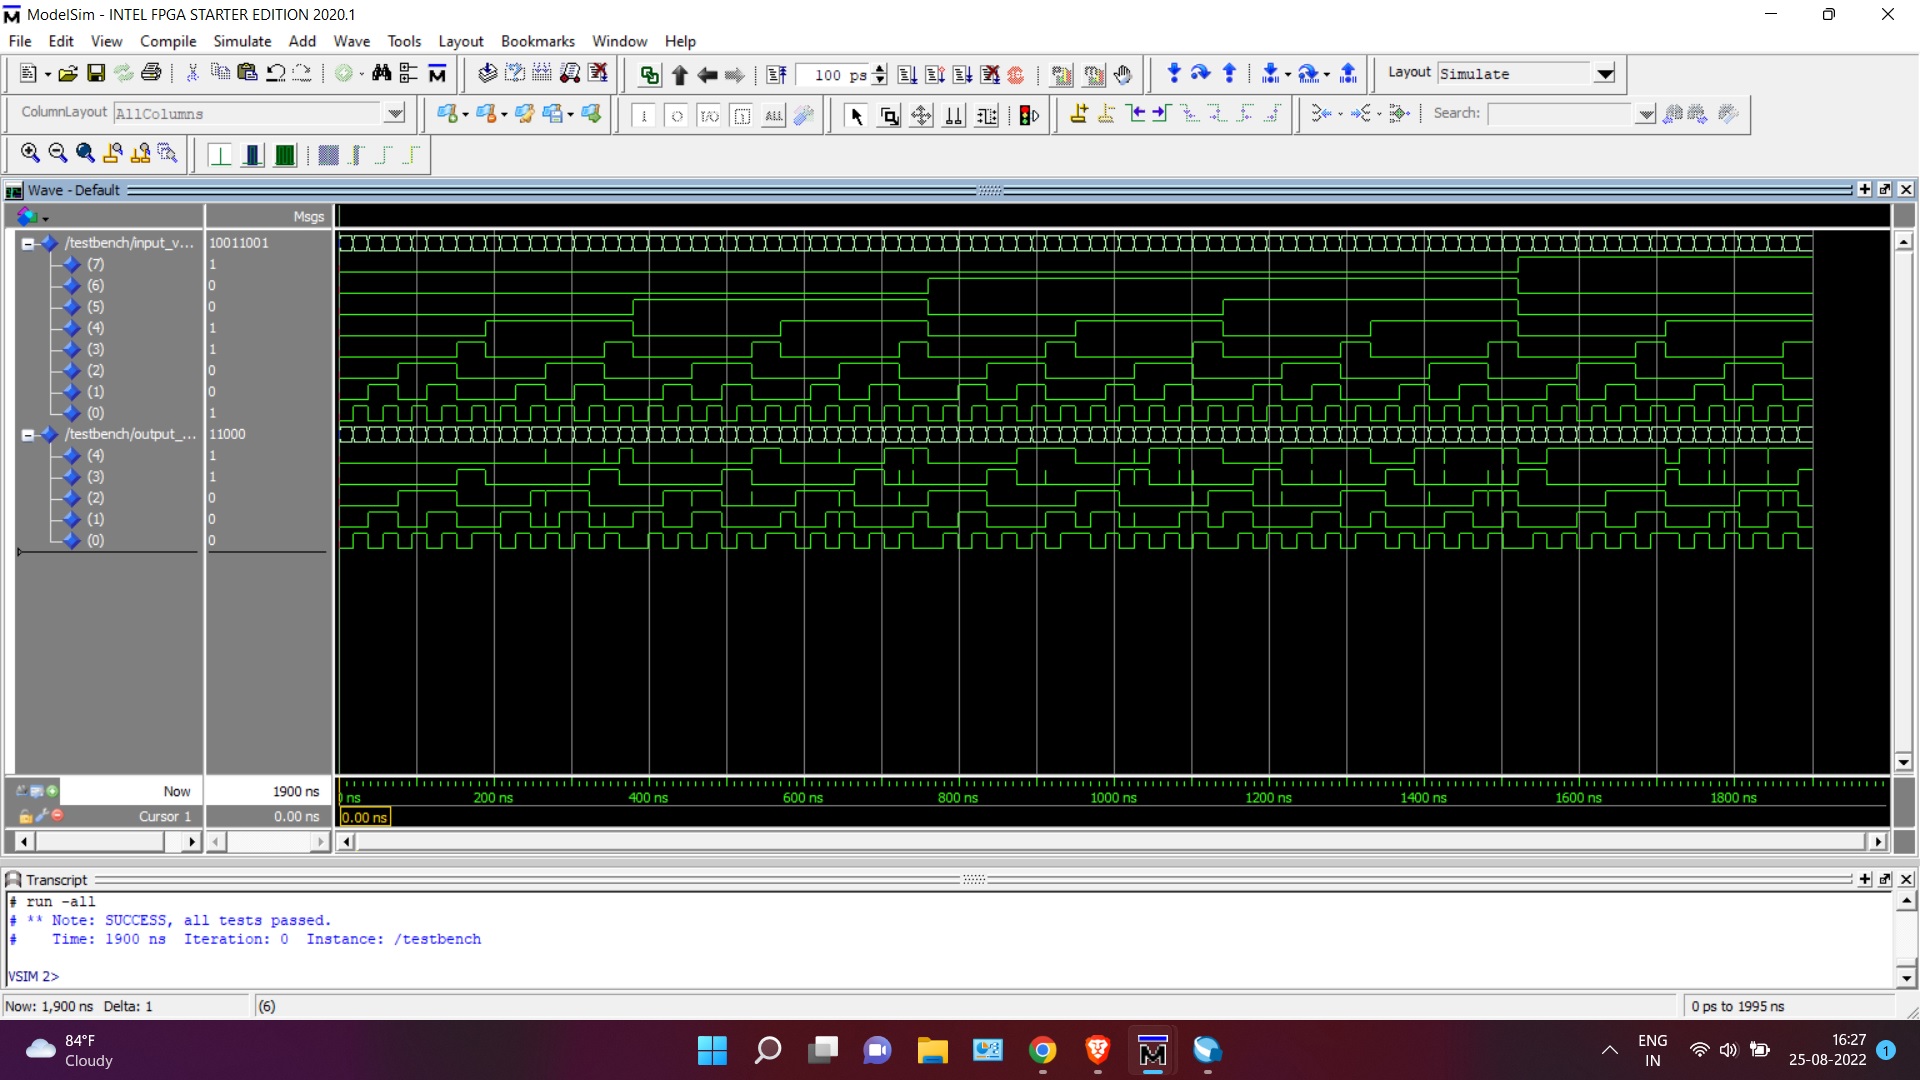 ModelSim - INTEL FPGA STARTER EDITION 2020.1
File Edit View Compile Simulate Add Wave Tools Layout Bookmarks Window Help
100 ps
Layout Simulate
ColumnLayout AllColumns
ALL
Search:
Wave - Default
Msgs
/testbench/input_v... 10011001
(7) 1
(6) 0
(5) 0
(4) 1
(3) 1
(2) 0
(1) 0
(0) 1
/testbench/output_... 11000
(4) 1
(3) 1
(2) 0
(1) 0
(0) 0
Now 1900 ns
ns 200 ns 400 ns 600 ns 800 ns 1000 ns 1200 ns 1400 ns 1600 ns 1800 ns
Cursor 1 0.00 ns 0.00 ns
Transcript
# run -all
# ** Note: SUCCESS, all tests passed.
# Time: 1900 ns Iteration: 0 Instance: /testbench
VSIM 2>
Now: 1,900 ns Delta: 1 (6) 0 ps to 1995 ns
84°F
Cloudy
ENG
IN
16:27
25-08-2022
1